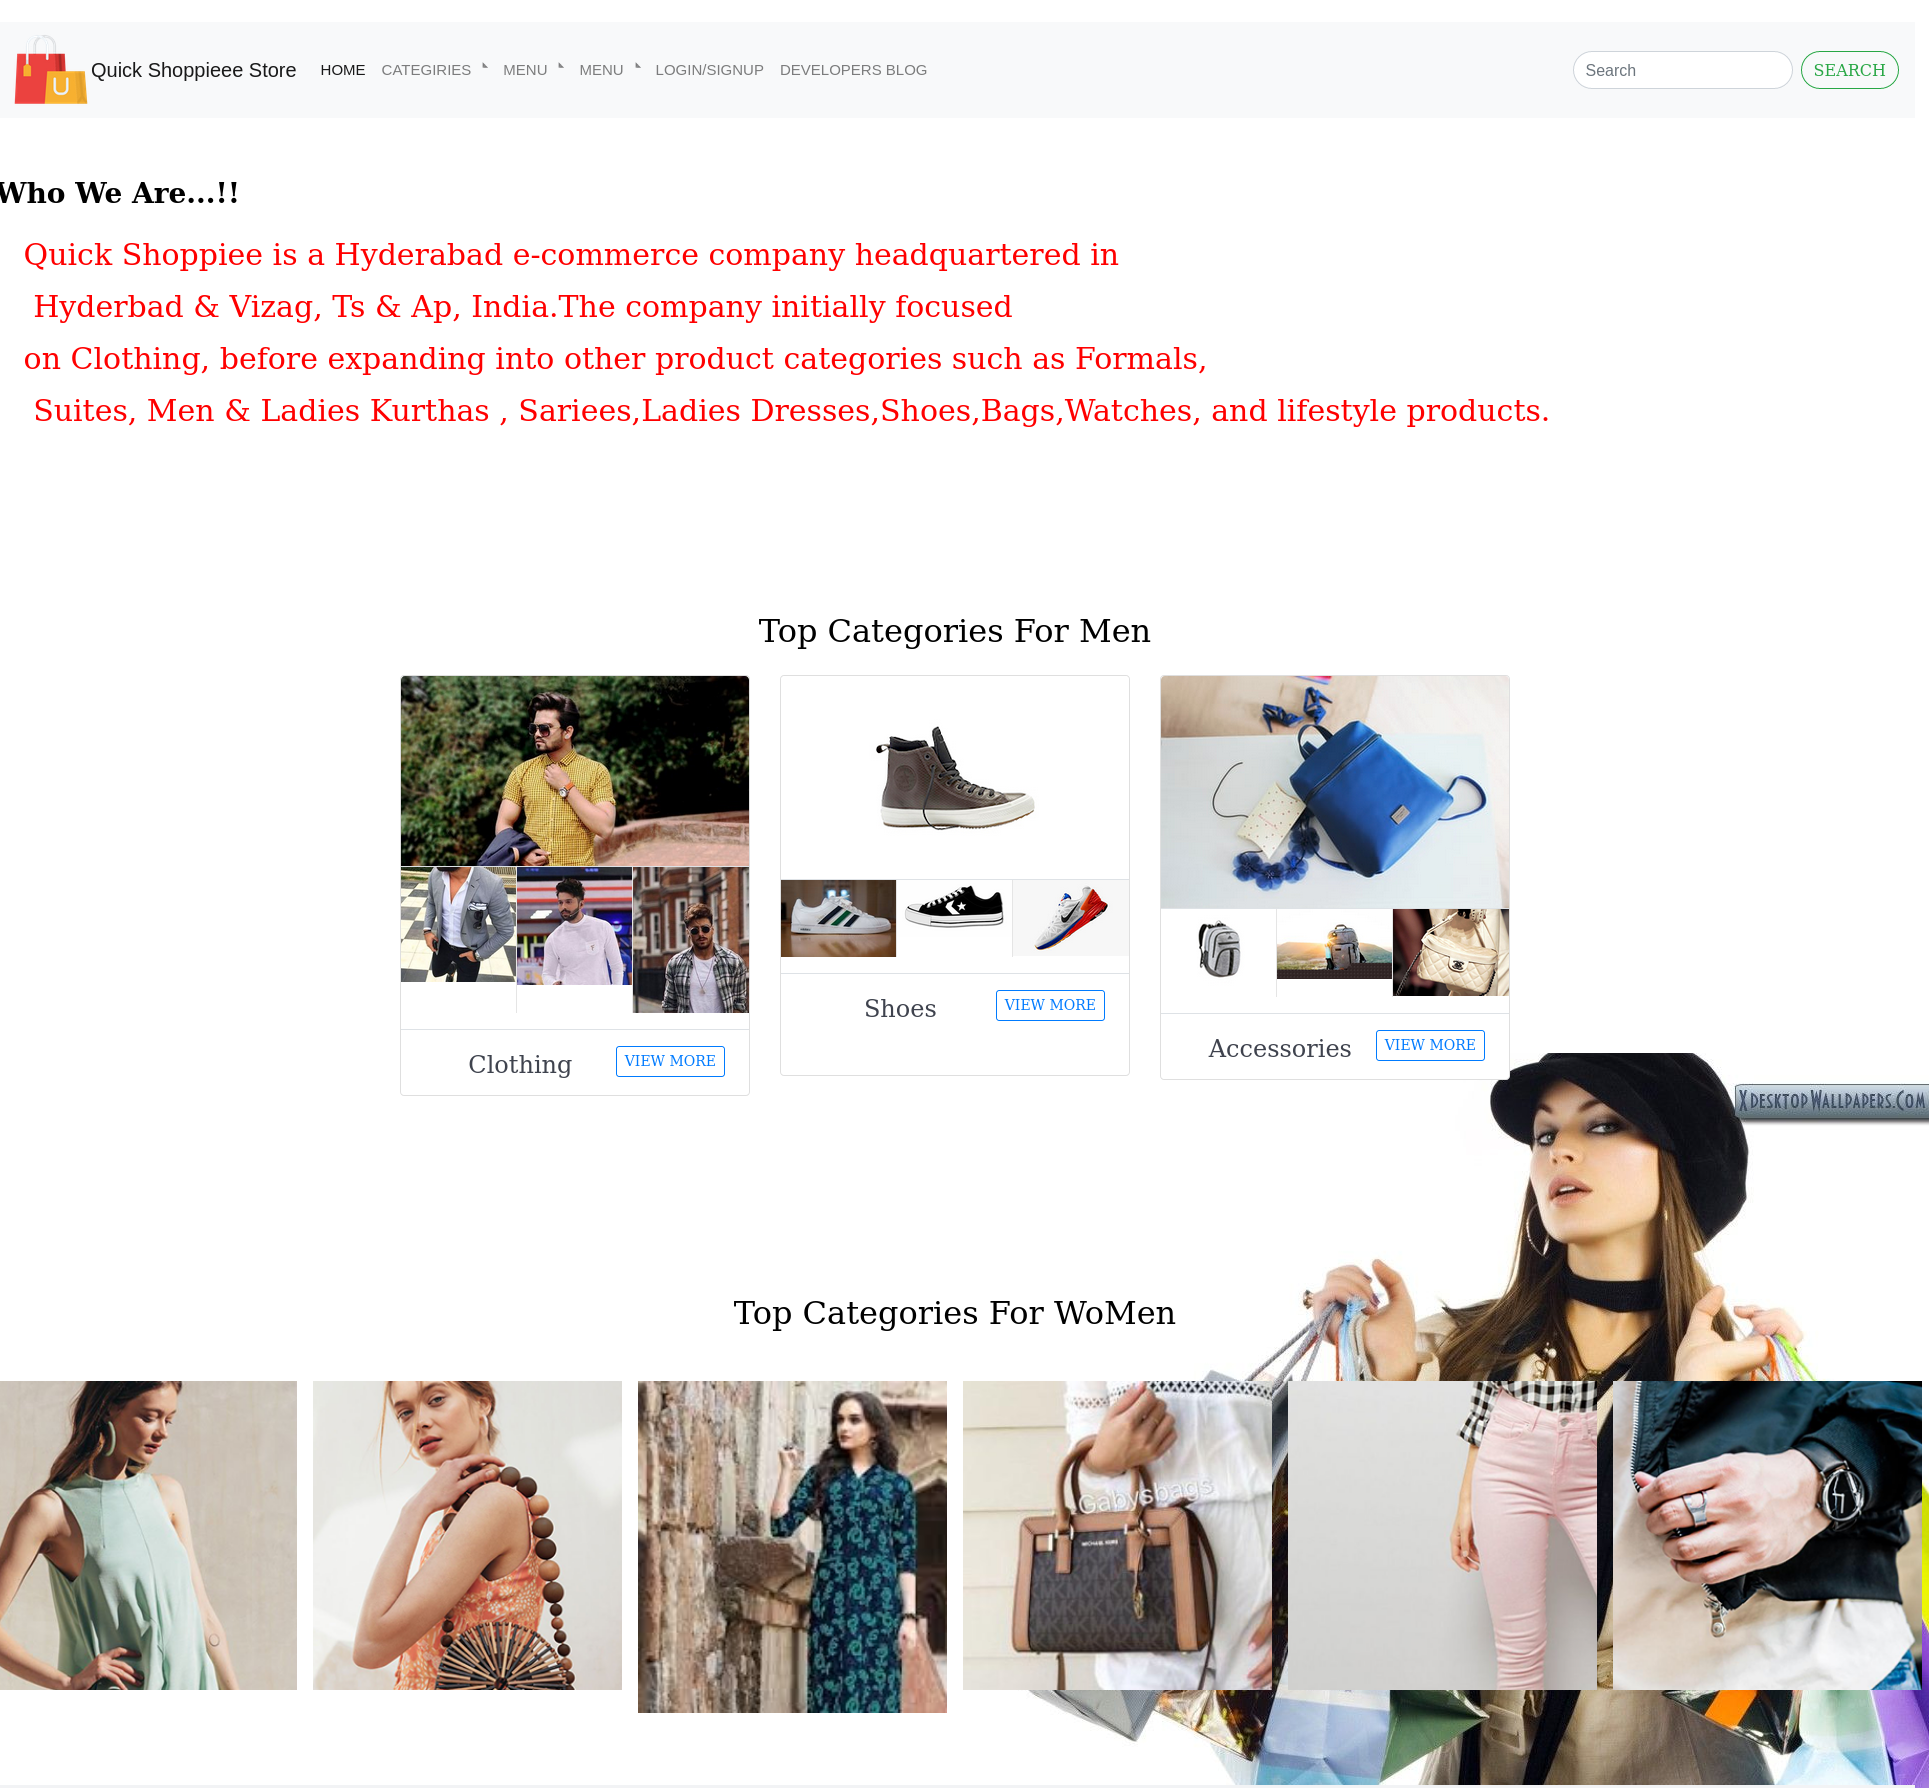 Quick Shoppieee Store HOME CATEGIRIES MENU MENU LOGIN/SIGNUP DEVELOPERS BLOG Search SEARCH
Who We Are...!!
Quick Shoppiee is a Hyderabad e-commerce company headquartered in
Hyderbad & Vizag, Ts & Ap, India.The company initially focused
on Clothing, before expanding into other product categories such as Formals,
Suites, Men & Ladies Kurthas , Sariees,Ladies Dresses,Shoes,Bags,Watches, and lifestyle products.
Top Categories For Men
Clothing VIEW MORE
Shoes VIEW MORE
Accessories VIEW MORE
XDESKTOPWALLPAPERS.COM
Top Categories For WoMen
Gabysbags
MICHAEL KORS